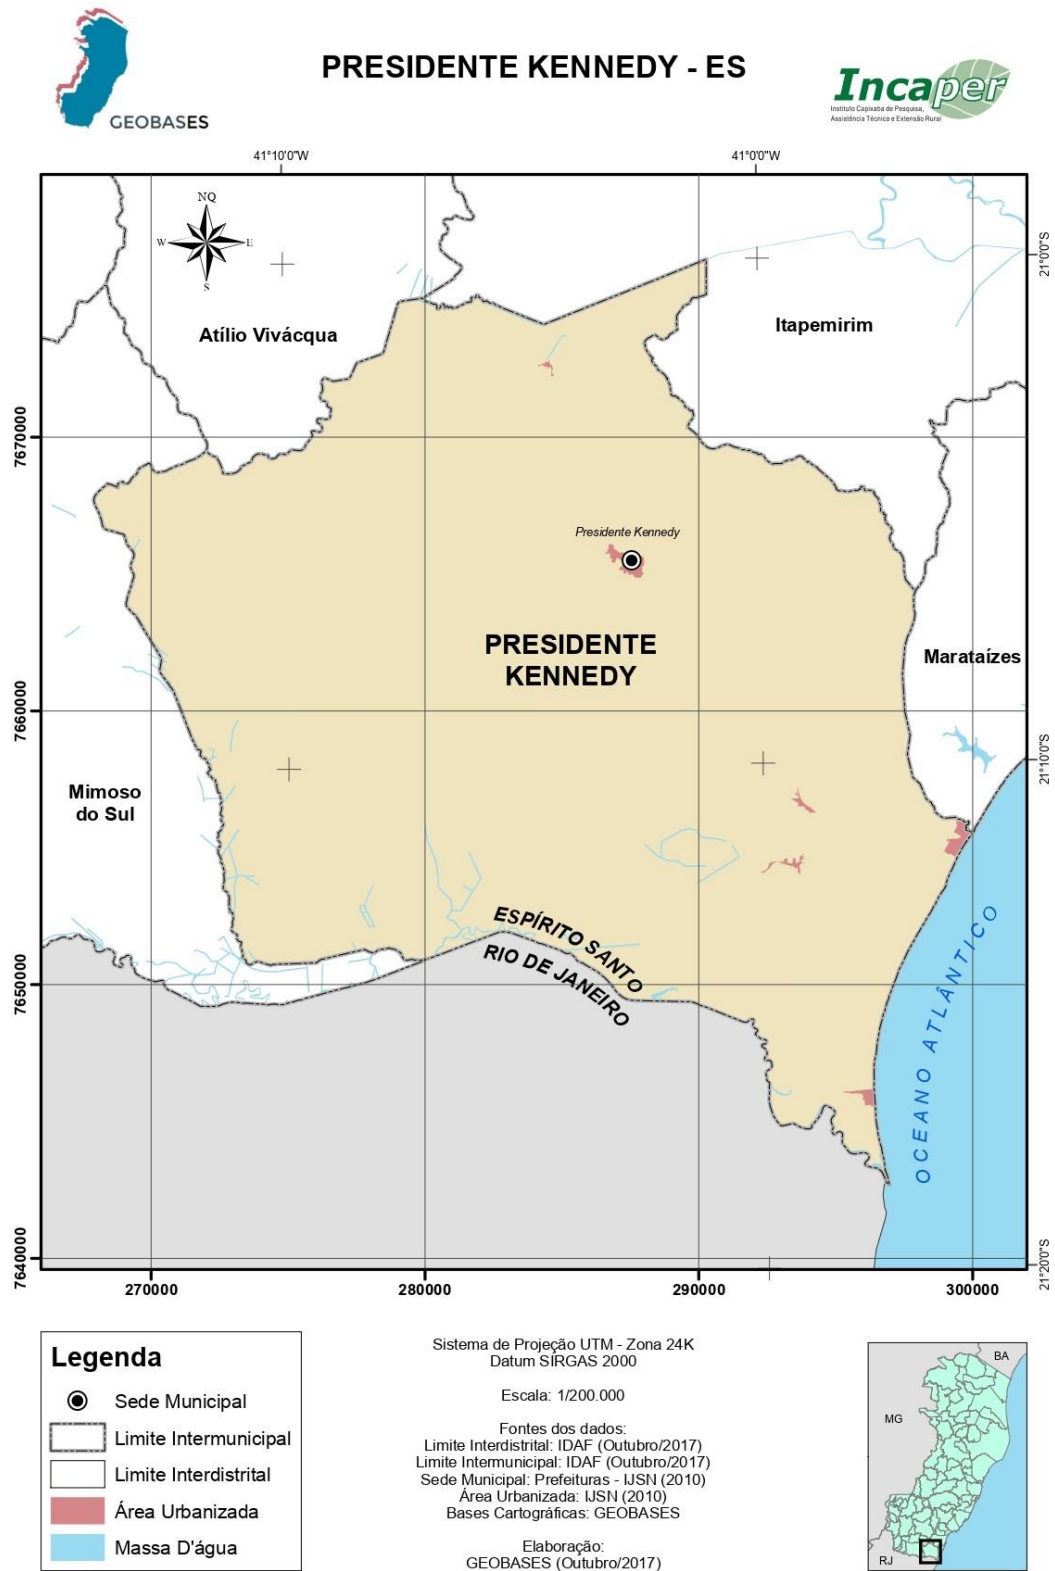 GEOBASES
PRESIDENTE KENNEDY - ES
Incaper
Instituto Capixaba de Pesquisa,
Assistência Técnica e Extensão Rural
41°10'0"W
41°0'0"W
NQ
W
E
S
21°0'0"S
Atílio Vivácqua
Itapemirim
7670000
Presidente Kennedy
PRESIDENTE
KENNEDY
Marataízes
7660000
21°10'0"S
Mimoso
do Sul
ESPÍRITO SANTO
RIO DE JANEIRO
OCEANO ATLÂNTICO
7650000
7640000
21°20'0"S
270000
280000
290000
300000
Legenda
Sede Municipal
Limite Intermunicipal
Limite Interdistrital
Área Urbanizada
Massa D'água
Sistema de Projeção UTM - Zona 24K
Datum SIRGAS 2000
Escala: 1/200.000
Fontes dos dados:
Limite Interdistrital: IDAF (Outubro/2017)
Limite Intermunicipal: IDAF (Outubro/2017)
Sede Municipal: Prefeituras - IJSN (2010)
Área Urbanizada: IJSN (2010)
Bases Cartográficas: GEOBASES
Elaboração:
GEOBASES (Outubro/2017)
BA
MG
RJ